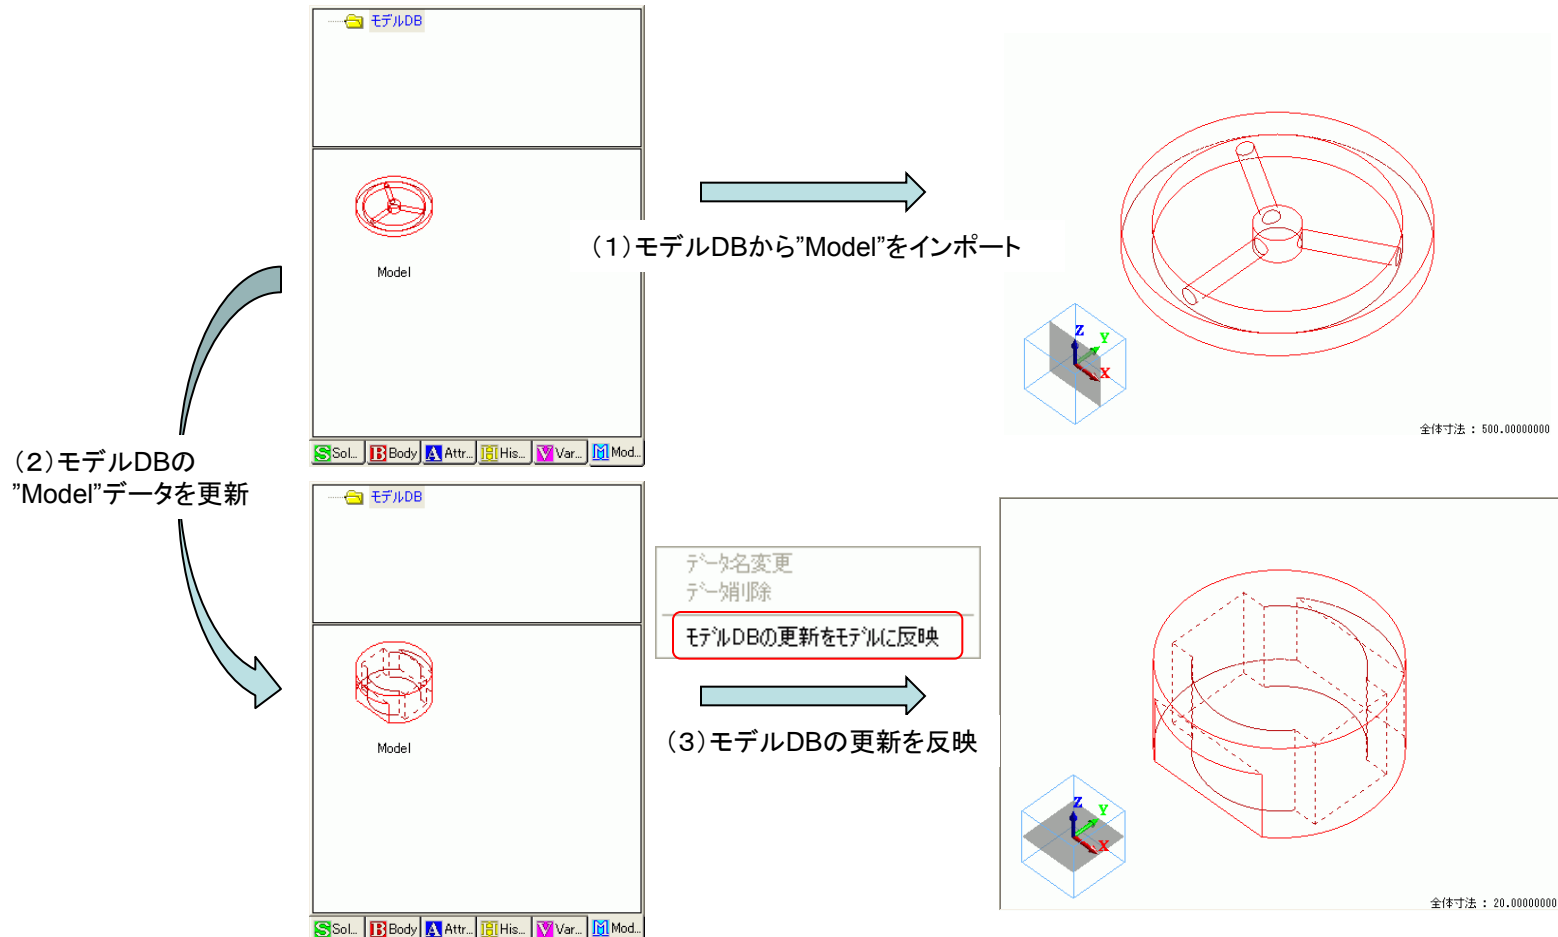 モデルDB
Model
Sol... Body Attr... His... Var... Mod...
(1)モデルDBから”Model”をインポート
Z
Y
X
全体寸法 : 500.00000000
(2)モデルDBの
”Model”データを更新
モデルDB
Model
Sol... Body Attr... His... Var... Mod...
データ名変更
データ削除
モデルDBの更新をモデルに反映
(3)モデルDBの更新を反映
Z
Y
X
全体寸法 : 20.00000000